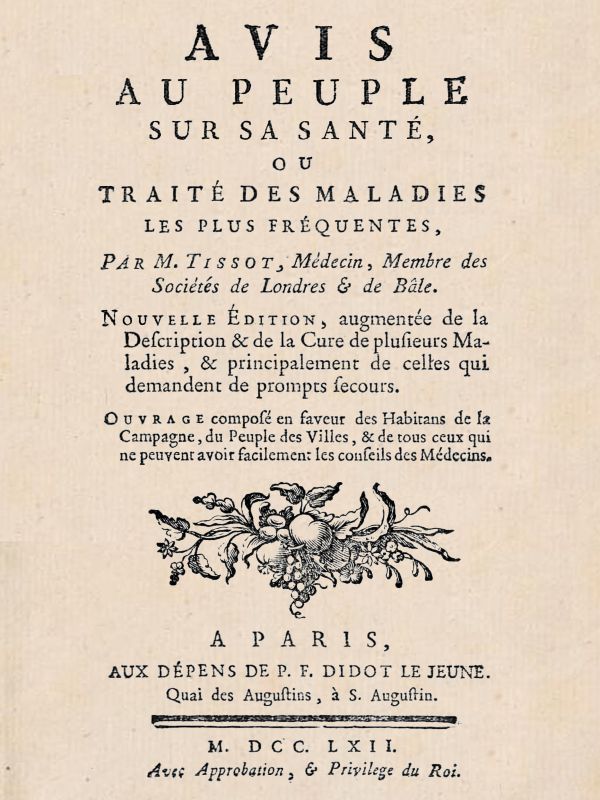 AVIS
AU PEUPLE
SUR SA SANTÉ,
OU
TRAITÉ DES MALADIES
LES PLUS FRÉQUENTES,
PAR M. TISSOT, Médecin, Membre des
Sociétés de Londres & de Bâle.
NOUVELLE ÉDITION, augmentée de la
Deſcription & de la Cure de pluſieurs Ma-
ladies, & principalement de celles qui
demandent de prompts ſecours.
OUVRAGE compoſé en faveur des Habitans de la
Campagne, du Peuple des Villes, & de tous ceux qui
ne peuvent avoir facilement les conſeils des Médecins.
A PARIS,
AUX DÉPENS DE P. F. DIDOT LE JEUNE.
Quai des Auguſtins, à S. Auguſtin.
M. DCC. LXII.
Avec Approbation, & Privilege du Roi.